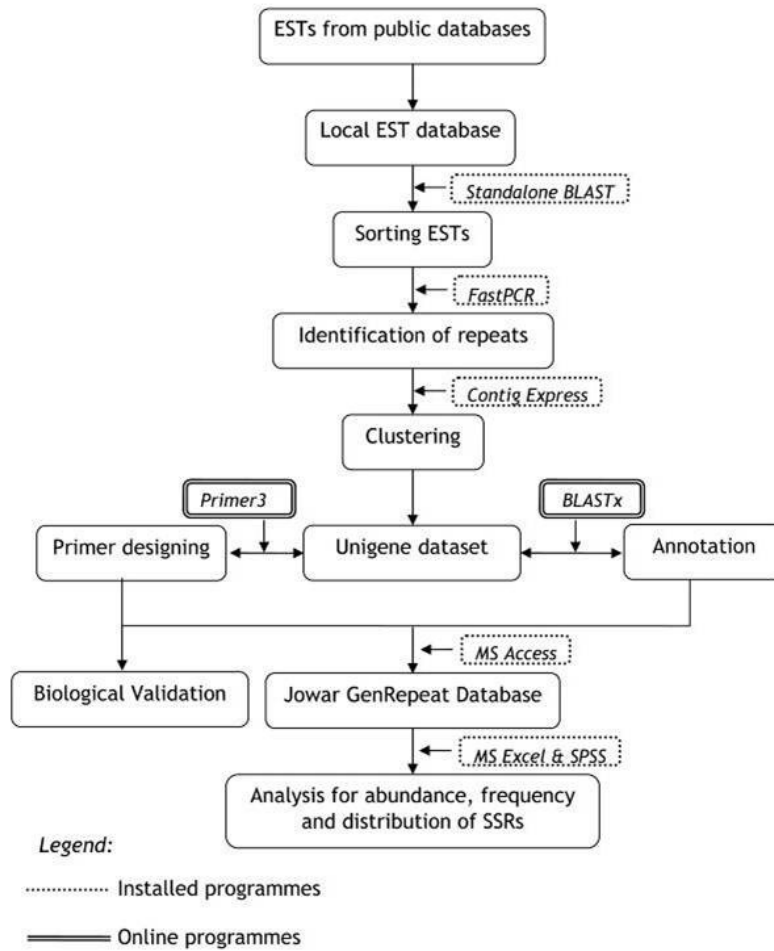 ESTs from public databases
Local EST database
Standalone BLAST
Sorting ESTs
FastPCR
Identification of repeats
Contig Express
Clustering
Primer3
BLASTx
Primer designing
Unigene dataset
Annotation
MS Access
Biological Validation
Jowar GenRepeat Database
MS Excel & SPSS
Analysis for abundance, frequency
and distribution of SSRs
Legend:
Installed programmes
Online programmes